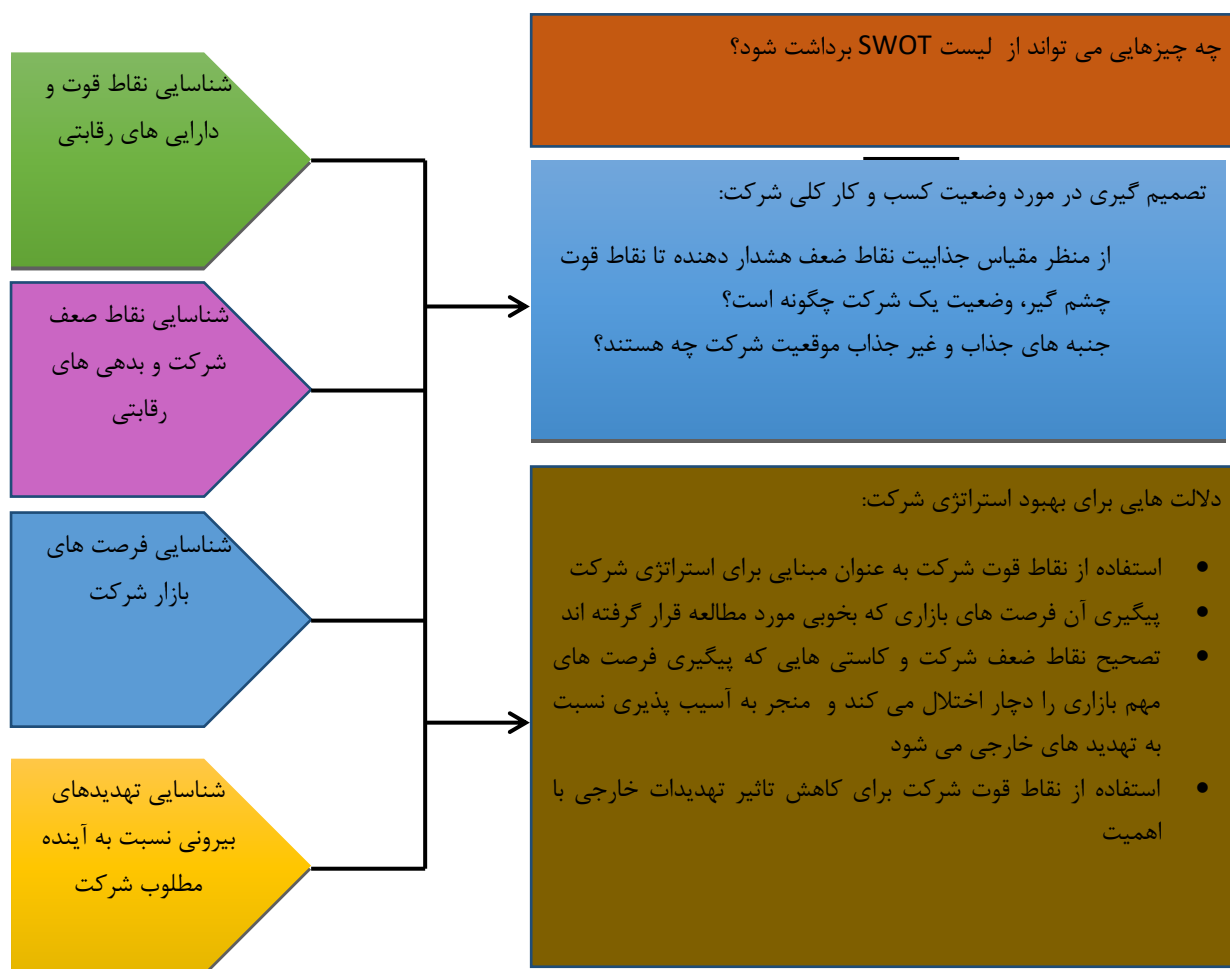 شناسایی نقاط قوت و
دارایی های رقابتی
شناسایی نقاط صعف
شرکت و بدهی های
رقابتی
شناسایی فرصت های
بازار شرکت
شناسایی تهدیدهای
بیرونی نسبت به آینده
مطلوب شرکت
چه چیزهایی می تواند از لیست SWOT برداشت شود؟
تصمیم گیری در مورد وضعیت کسب و کار کلی شرکت:
از منظر مقیاس جذابیت نقاط ضعف هشدار دهنده تا نقاط قوت
چشم گیر، وضعیت یک شرکت چگونه است؟
جنبه های جذاب و غیر جذاب موقعیت شرکت چه هستند؟
دلالت هایی برای بهبود استراتژی شرکت:
• استفاده از نقاط قوت شرکت به عنوان مبنایی برای استراتژی شرکت
• پیگیری آن فرصت های بازاری که بخوبی مورد مطالعه قرار گرفته اند
• تصحیح نقاط ضعف شرکت و کاستی هایی که پیگیری فرصت های
مهم بازاری را دچار اختلال می کند و منجر به آسیب پذیری نسبت
به تهدید های خارجی می شود
• استفاده از نقاط قوت شرکت برای کاهش تاثیر تهدیدات خارجی با
اهمیت